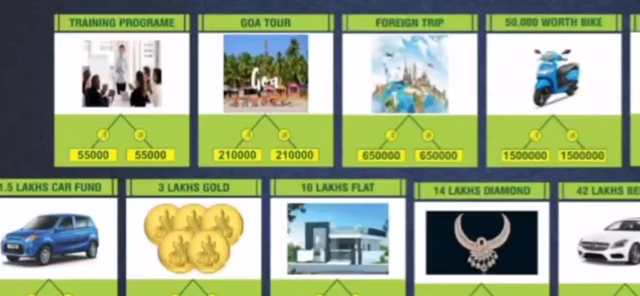 TRAINING PROGRAME
GOA TOUR
FOREIGN TRIP
50.000 WORTH BIKE
Goa
A B
A B
A B
A B
55000 55000
210000 210000
650000 650000
1500000 1500000
1.5 LAKHS CAR FUND
3 LAKHS GOLD
10 LAKHS FLAT
14 LAKHS DIAMOND
42 LAKHS